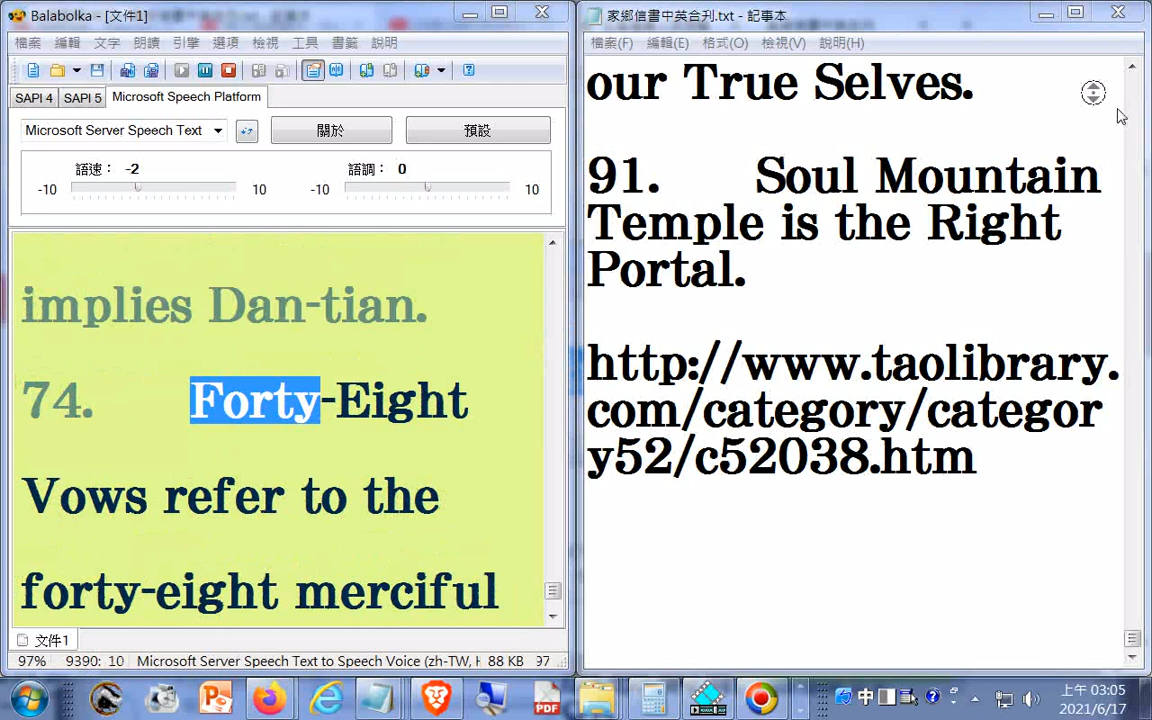 Balabolka - [文件1]
檔案 編輯 文字 朗讀 引擎 選項 檢視 工具 書籤 說明
SAPI 4 SAPI 5 Microsoft Speech Platform
Microsoft Server Speech Text 關於 預設
語速： -2 語調： 0
-10 10 -10 10
implies Dan-tian.
74. Forty-Eight
Vows refer to the
forty-eight merciful
文件1
97% 9390: 10 Microsoft Server Speech Text to Speech Voice (zh-TW, H 88 KB 97
家鄉信書中英合刋.txt - 記事本
檔案(F) 編輯(E) 格式(O) 檢視(V) 說明(H)
our True Selves.
91. Soul Mountain
Temple is the Right
Portal.
http://www.taolibrary.
com/category/categor
y52/c52038.htm
PDF
中
上午 03:05
2021/6/17